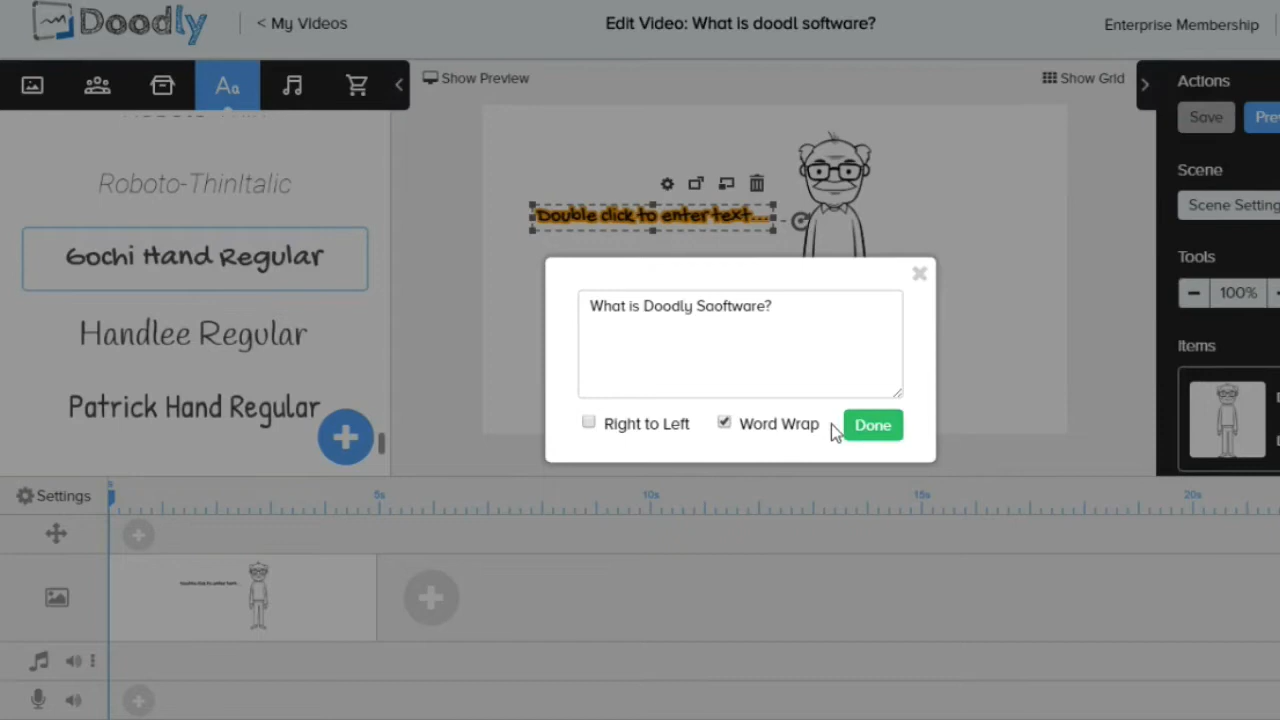 Doodly
< My Videos
Edit Video: What is doodl software?
Enterprise Membership
Aa
Show Preview
Show Grid
Actions
Save
Roboto-ThinItalic
Scene
Double click to enter text...
Scene Setting
Gochi Hand Regular
Tools
What is Doodly Saoftware?
100%
Handlee Regular
Items
Patrick Hand Regular
Right to Left
Word Wrap
Done
Settings
5s
10s
15s
20s